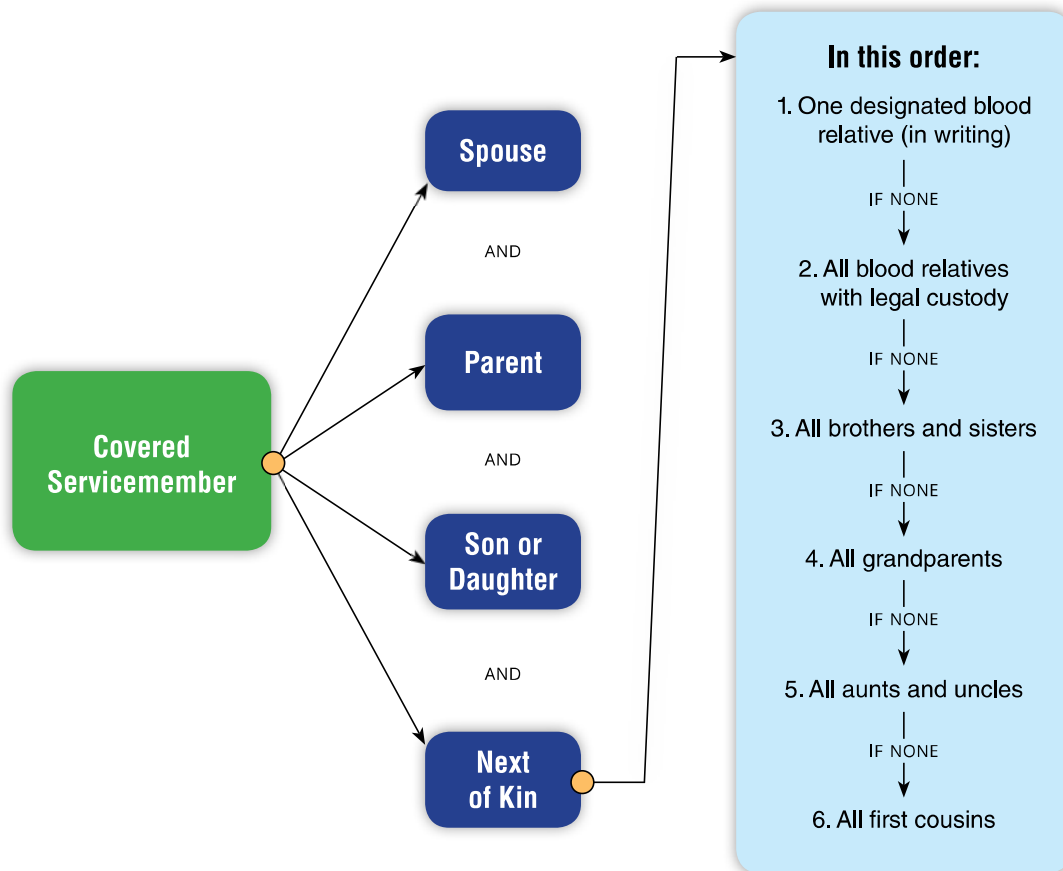 Covered
Servicemember
Spouse
AND
Parent
AND
Son or
Daughter
AND
Next
of Kin
In this order:
1. One designated blood
relative (in writing)
IF NONE
2. All blood relatives
with legal custody
IF NONE
3. All brothers and sisters
IF NONE
4. All grandparents
IF NONE
5. All aunts and uncles
IF NONE
6. All first cousins